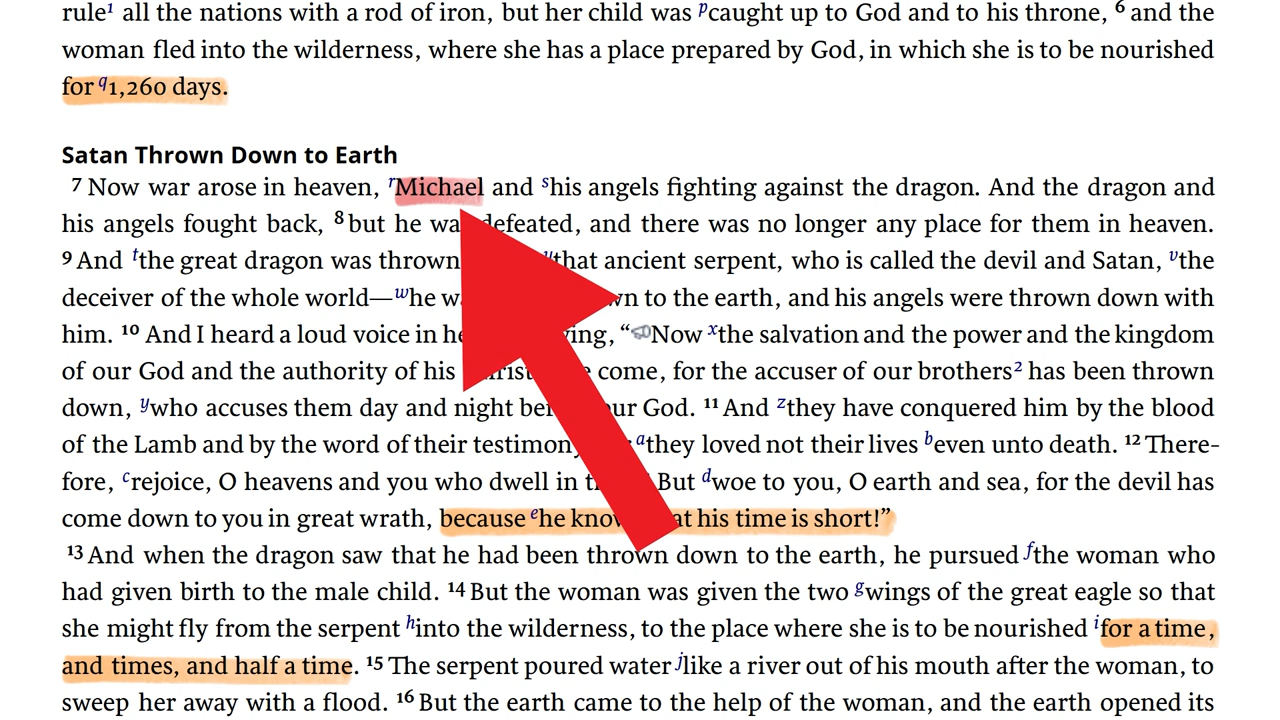 rule¹ all the nations with a rod of iron, but her child was ᵖcaught up to God and to his throne, ⁶ and the
woman fled into the wilderness, where she has a place prepared by God, in which she is to be nourished
for q1,260 days.
Satan Thrown Down to Earth
⁷ Now war arose in heaven, ʳMichael and ˢhis angels fighting against the dragon. And the dragon and
his angels fought back, ⁸ but he defeated, and there was no longer any place for them in heaven.
⁹ And ᵗthe great dragon was thrown ᵘthat ancient serpent, who is called the devil and Satan, ᵛthe
deceiver of the whole world—ʷhe to the earth, and his angels were thrown down with
him. ¹⁰ And I heard a loud voice in “Now ˣthe salvation and the power and the kingdom
of our God and the authority of his come, for the accuser of our brothers² has been thrown
down, ʸwho accuses them day and night our God. ¹¹ And ᶻthey have conquered him by the blood
of the Lamb and by the word of their testimony ᵃthey loved not their lives ᵇeven unto death. ¹² There-
fore, ᶜrejoice, O heavens and you who dwell in But ᵈwoe to you, O earth and sea, for the devil has
come down to you in great wrath, because ᵉhe his time is short!”
¹³ And when the dragon saw that he had been thrown down to the earth, he pursued ᶠthe woman who
had given birth to the male child. ¹⁴ But the woman was given the two ᵍwings of the great eagle so that
she might fly from the serpent ʰinto the wilderness, to the place where she is to be nourished ⁱfor a time,
and times, and half a time. ¹⁵ The serpent poured water ʲlike a river out of his mouth after the woman, to
sweep her away with a flood. ¹⁶ But the earth came to the help of the woman, and the earth opened its